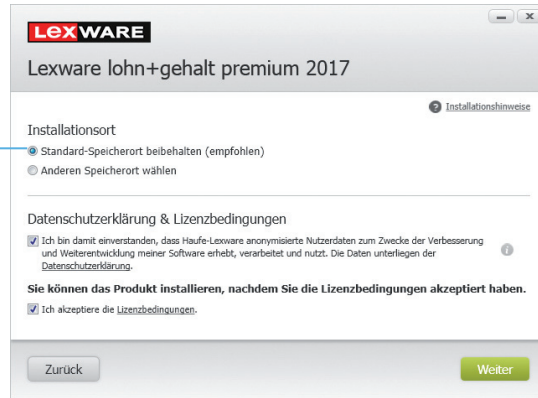 LEXWARE
Lexware lohn+gehalt premium 2017
Installationshinweise
Installationsort
Standard-Speicherort beibehalten (empfohlen)
Anderen Speicherort wählen
Datenschutzerklärung & Lizenzbedingungen
Ich bin damit einverstanden, dass Haufe-Lexware anonymisierte Nutzerdaten zum Zwecke der Verbesserung
und Weiterentwicklung meiner Software erhebt, verarbeitet und nutzt. Die Daten unterliegen der
Datenschutzerklärung.
Sie können das Produkt installieren, nachdem Sie die Lizenzbedingungen akzeptiert haben.
Ich akzeptiere die Lizenzbedingungen.
Zurück
Weiter